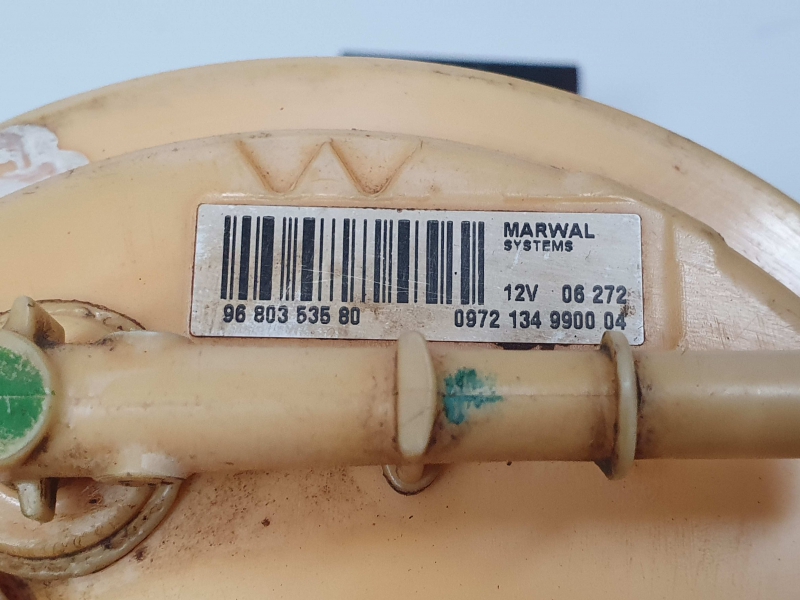 MARWAL
SYSTEMS
12V 06 272
96 803 535 80 0972 134 9900 04